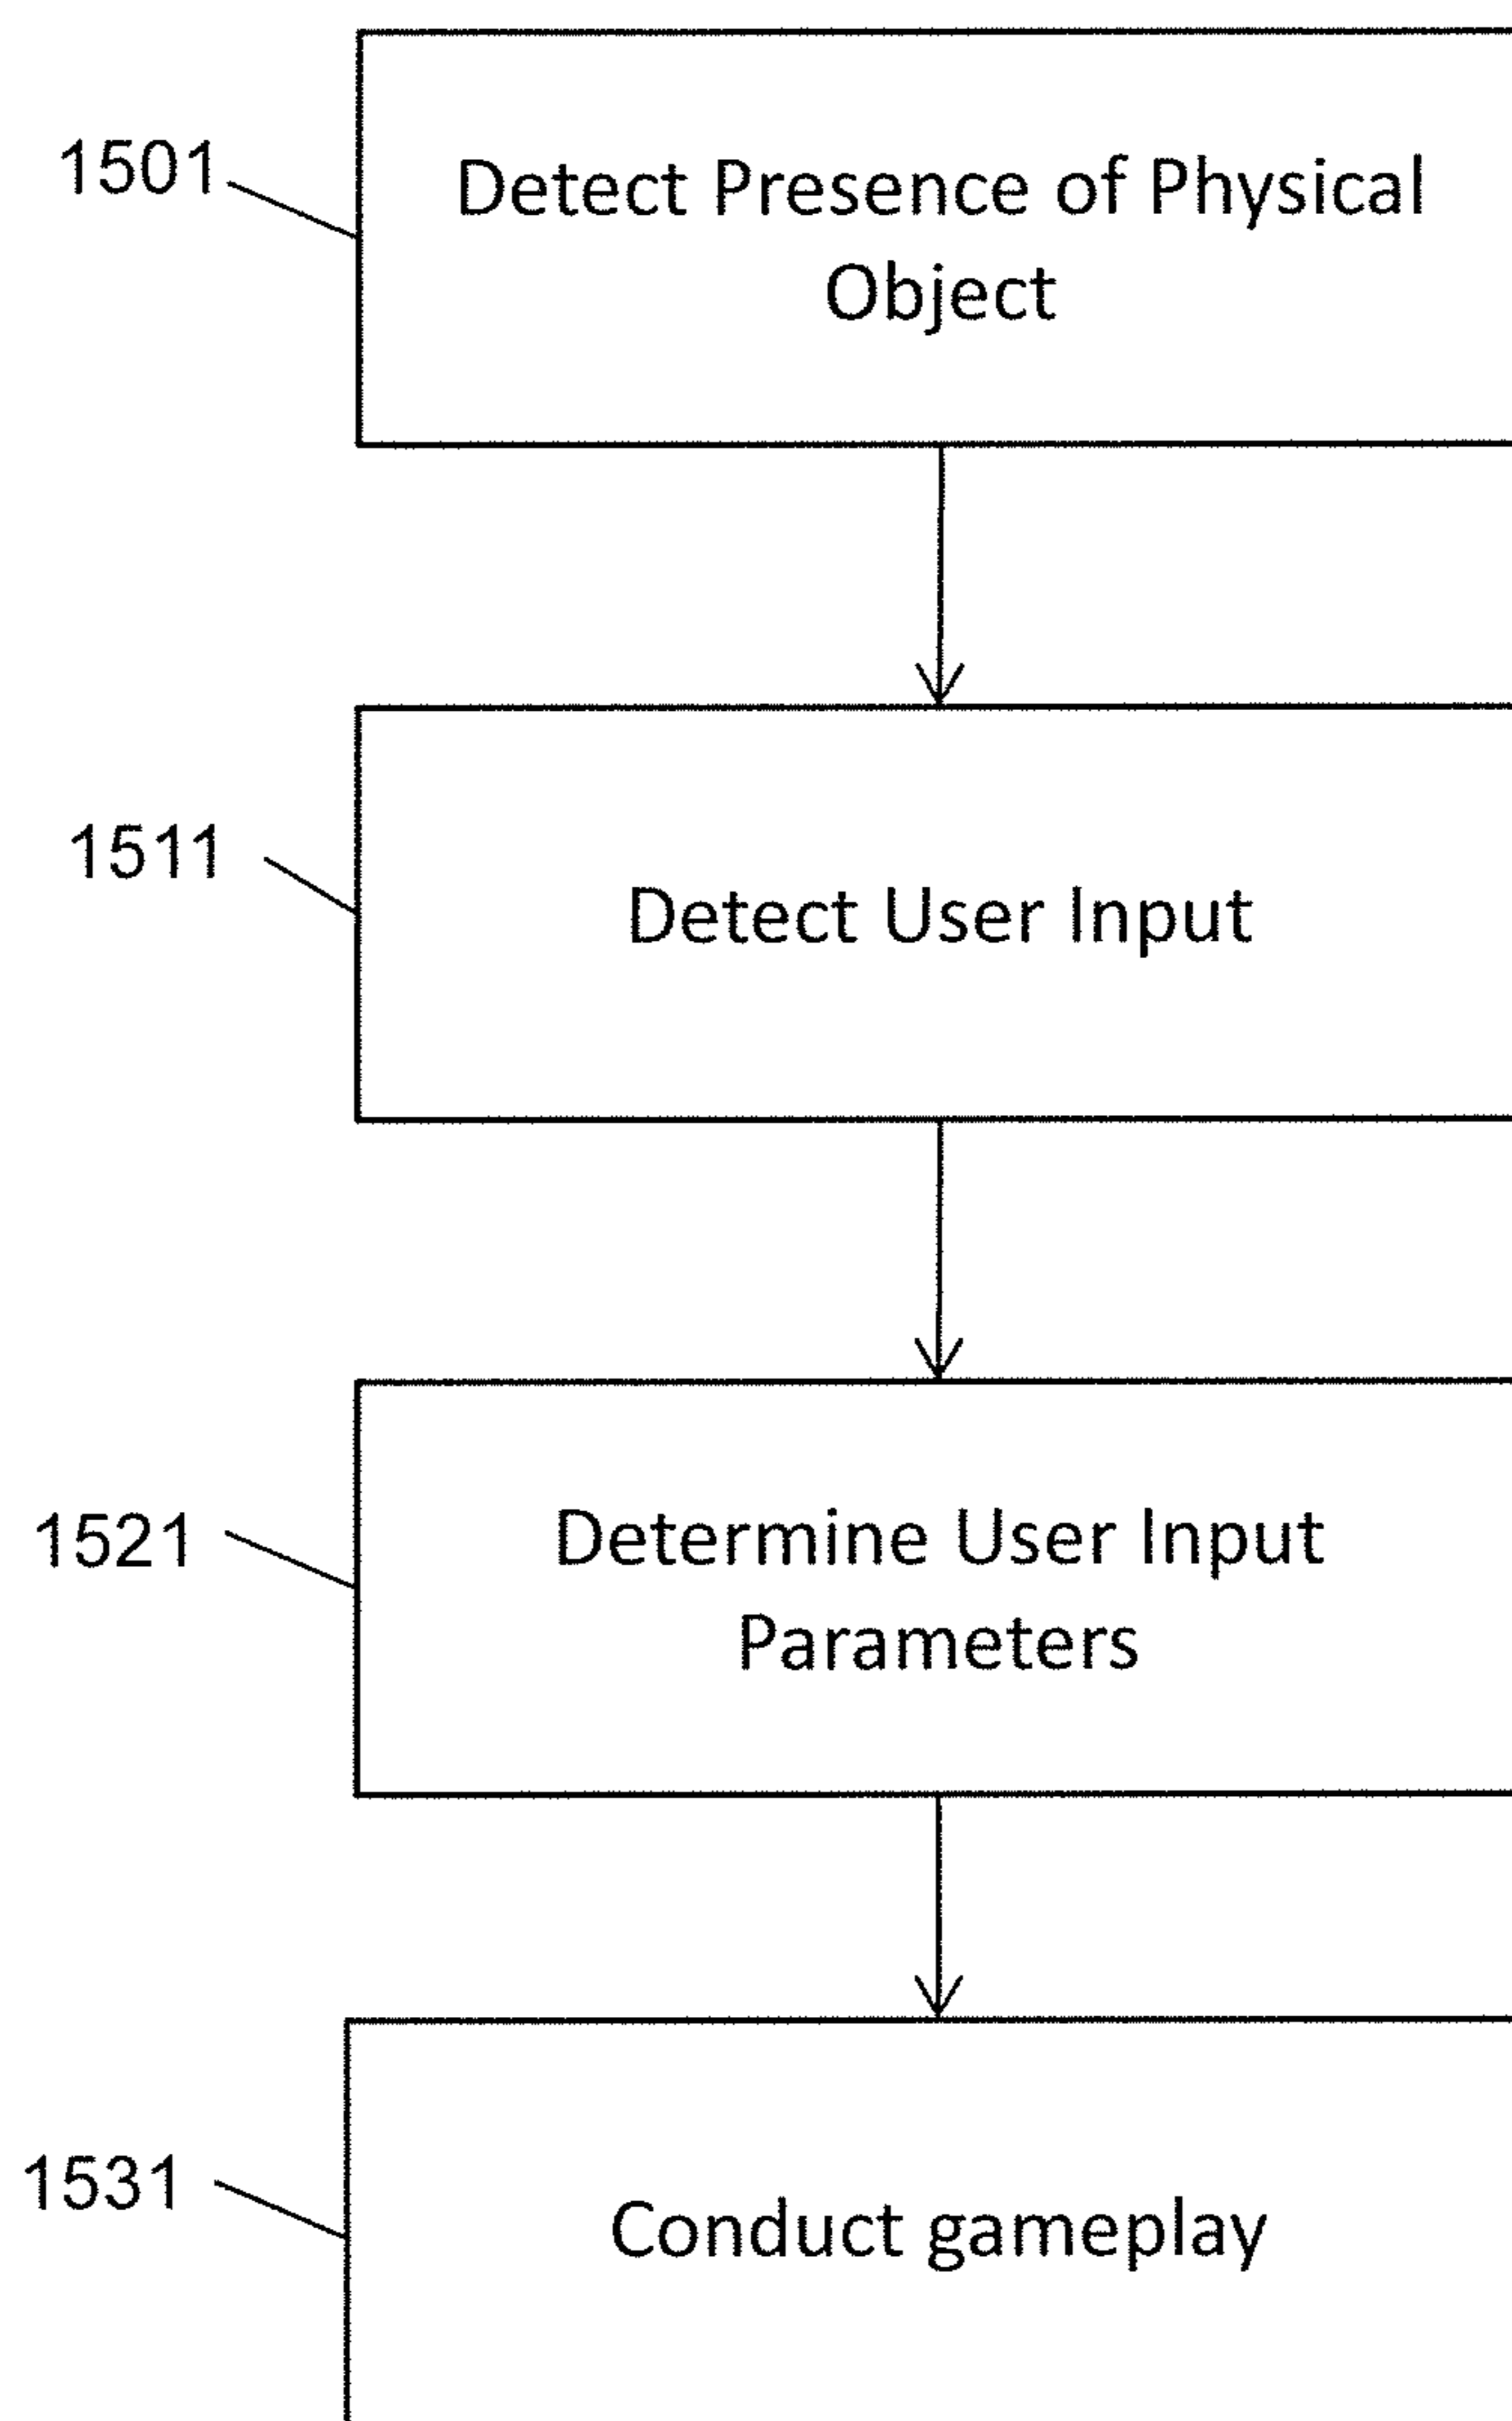 1501
Detect Presence of Physical
Object
1511
Detect User Input
1521
Determine User Input
Parameters
1531
Conduct gameplay